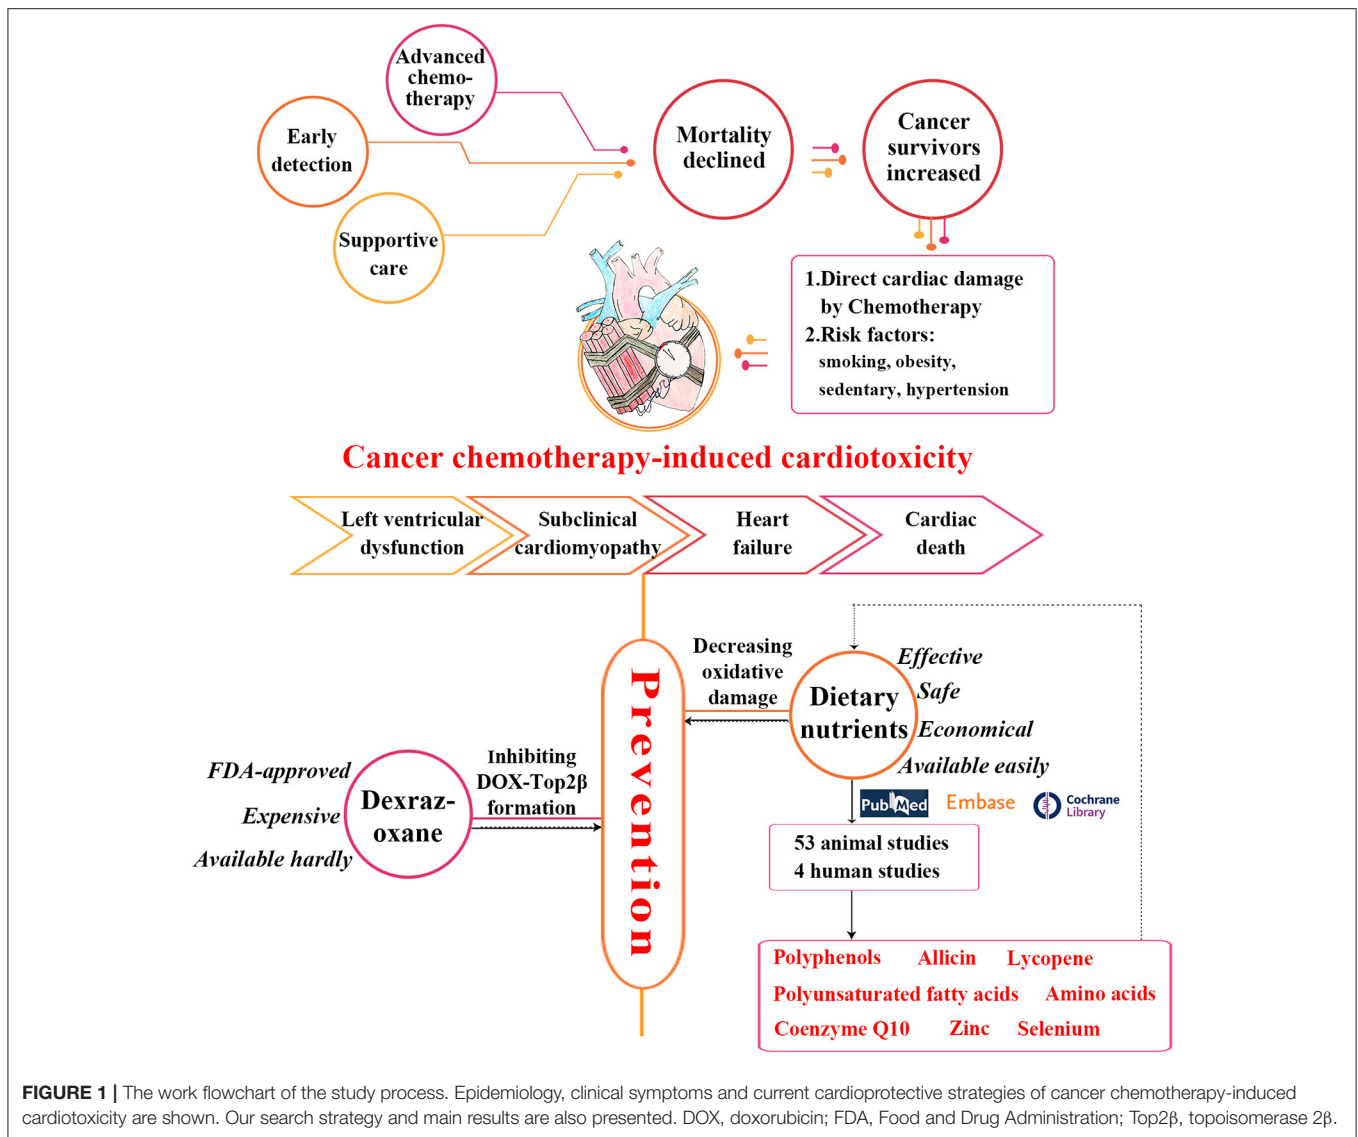 Advanced
chemo-
therapy
Early
detection
Supportive
care
Mortality
declined
Cancer
survivors
increased
1.Direct cardiac damage
by Chemotherapy
2.Risk factors:
smoking, obesity,
sedentary, hypertension
Cancer chemotherapy-induced cardiotoxicity
Left ventricular
dysfunction
Subclinical
cardiomyopathy
Heart
failure
Cardiac
death
Prevention
Decreasing
oxidative
damage
Dietary
nutrients
Effective
Safe
Economical
Available easily
FDA-approved
Expensive
Available hardly
Dexraz-
oxane
Inhibiting
DOX-Top2β
formation
PubMed
Embase
Cochrane
Library
53 animal studies
4 human studies
Polyphenols Allicin Lycopene
Polyunsaturated fatty acids Amino acids
Coenzyme Q10 Zinc Selenium
FIGURE 1 | The work flowchart of the study process. Epidemiology, clinical symptoms and current cardioprotective strategies of cancer chemotherapy-induced
cardiotoxicity are shown. Our search strategy and main results are also presented. DOX, doxorubicin; FDA, Food and Drug Administration; Top2β, topoisomerase 2β.